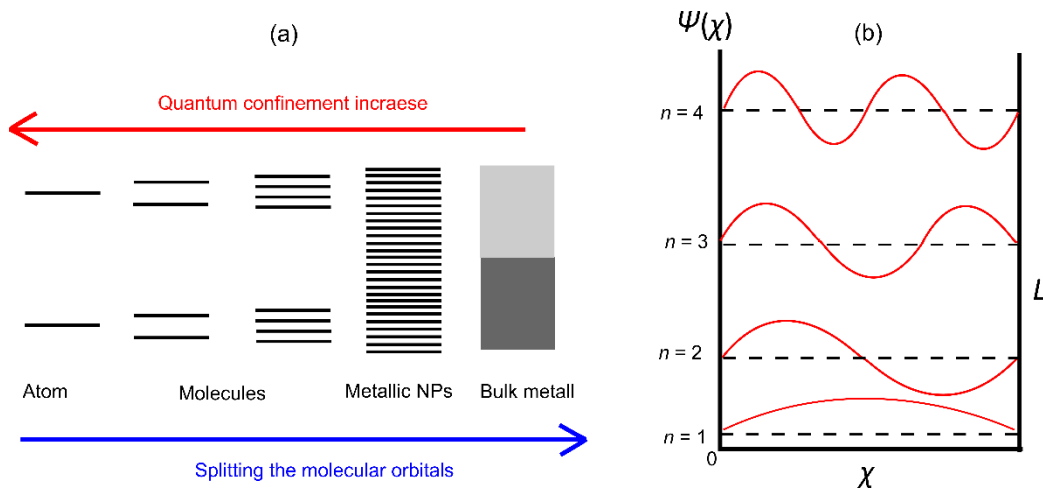 (a)
Quantum confinement incraese
Atom
Molecules
Metallic NPs
Bulk metall
Splitting the molecular orbitals
Ψ(χ)
(b)
n = 4
n = 3
L
n = 2
n = 1
0
χ